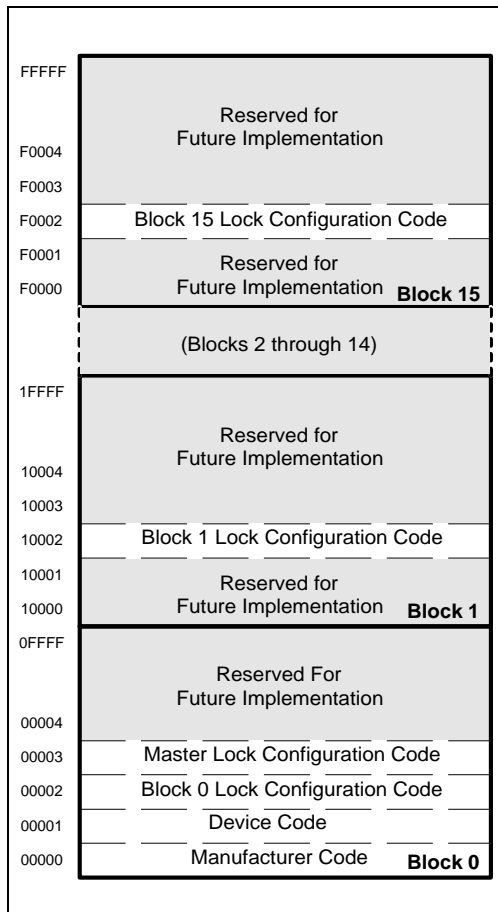 FFFFF
Reserved for
Future Implementation
F0004
F0003
F0002 Block 15 Lock Configuration Code
F0001
Reserved for
F0000 Future Implementation Block 15
(Blocks 2 through 14)
1FFFF
Reserved for
Future Implementation
10004
10003
10002 Block 1 Lock Configuration Code
10001
Reserved for
10000 Future Implementation Block 1
0FFFF
Reserved For
Future Implementation
00004
00003 Master Lock Configuration Code
00002 Block 0 Lock Configuration Code
00001 Device Code
00000 Manufacturer Code Block 0